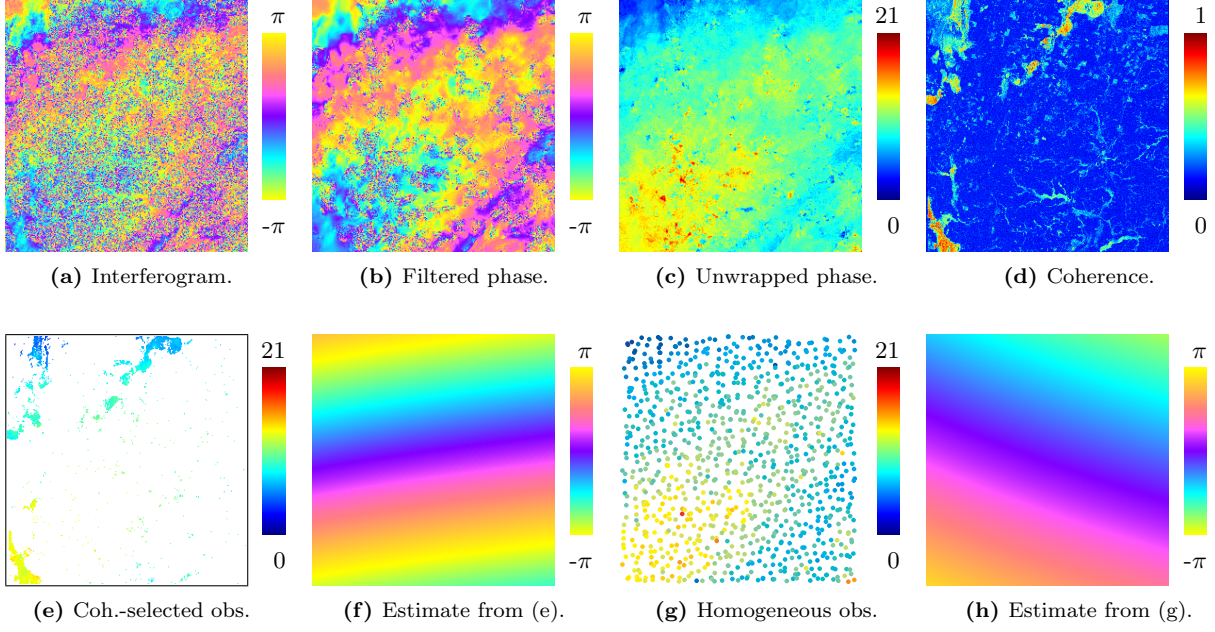 π
-π
(a) Interferogram.
π
-π
(b) Filtered phase.
21
0
(c) Unwrapped phase.
1
0
(d) Coherence.
21
0
(e) Coh.-selected obs.
π
-π
(f) Estimate from (e).
21
0
(g) Homogeneous obs.
π
-π
(h) Estimate from (g).